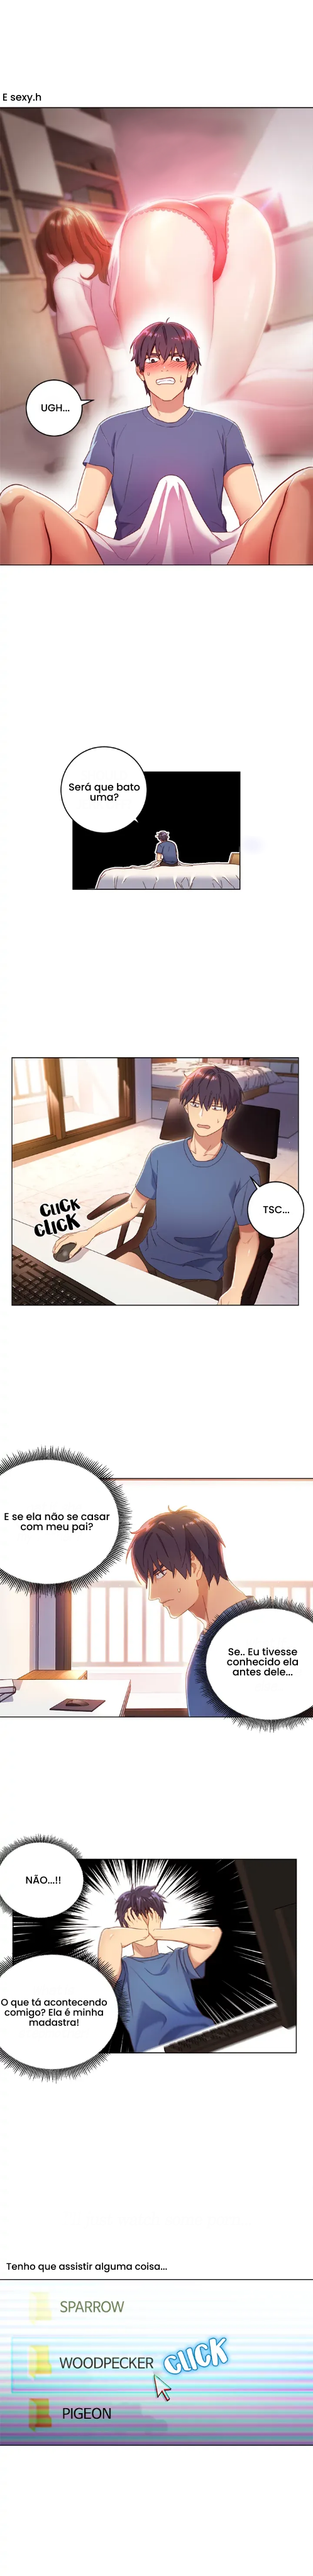 E sexy.h
UGH...
Será que bato
uma?
CLICK
CLICK
TSC...
E se ela não se casar
com meu pai?
Se.. Eu tivesse
conhecido ela
antes dele...
NÃO...!!
O que tá acontecendo
comigo? Ela é minha
madastra!
Tenho que assistir alguma coisa...
SPARROW
WOODPECKER
CLICK
PIGEON